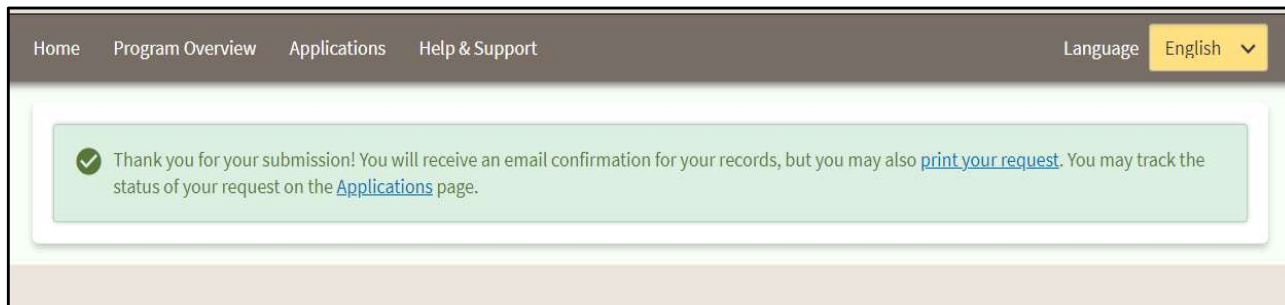 Home Program Overview Applications Help & Support Language English
Thank you for your submission! You will receive an email confirmation for your records, but you may also print your request. You may track the
status of your request on the Applications page.